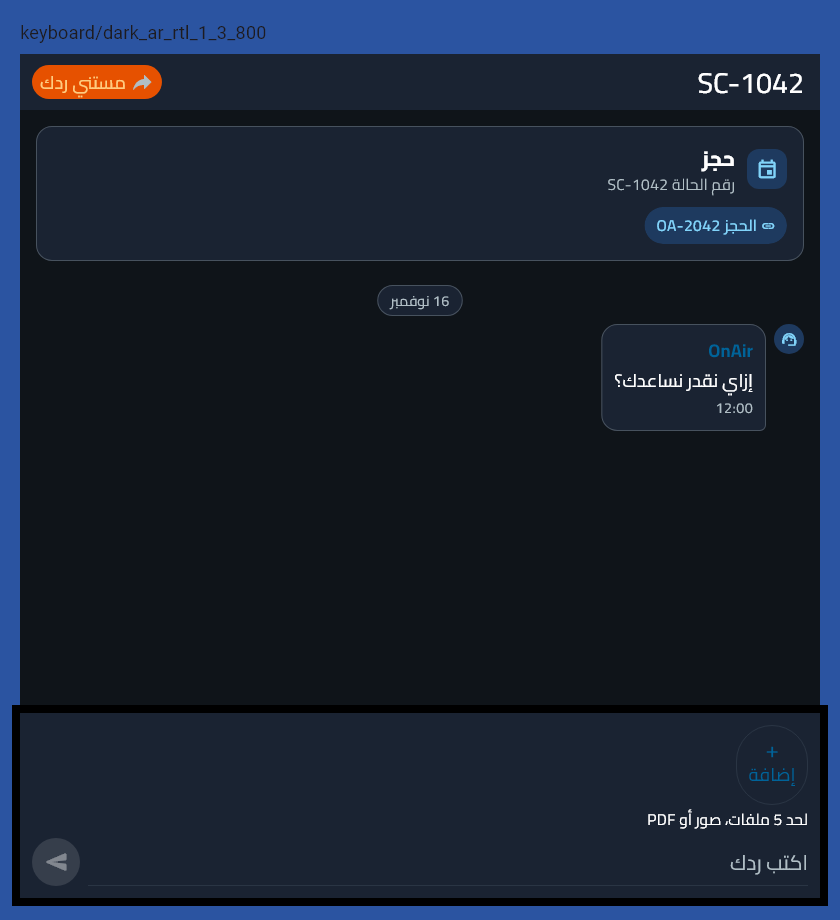 keyboard/dark_ar_rtl_1_3_800
SC-1042
مستني ردك
حجز
رقم الحالة SC-1042
الحجز OA-2042
16 نوفمبر
OnAir
إزاي نقدر نساعدك؟
12:00
+
إضافة
لحد 5 ملفات، صور أو PDF
اكتب ردك